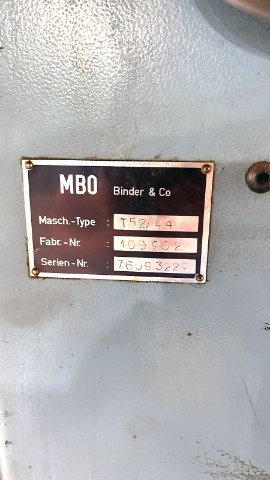 MBO Binder & Co
Masch.-Type : T52/44
Fabr.-Nr. :
Serien-Nr. :